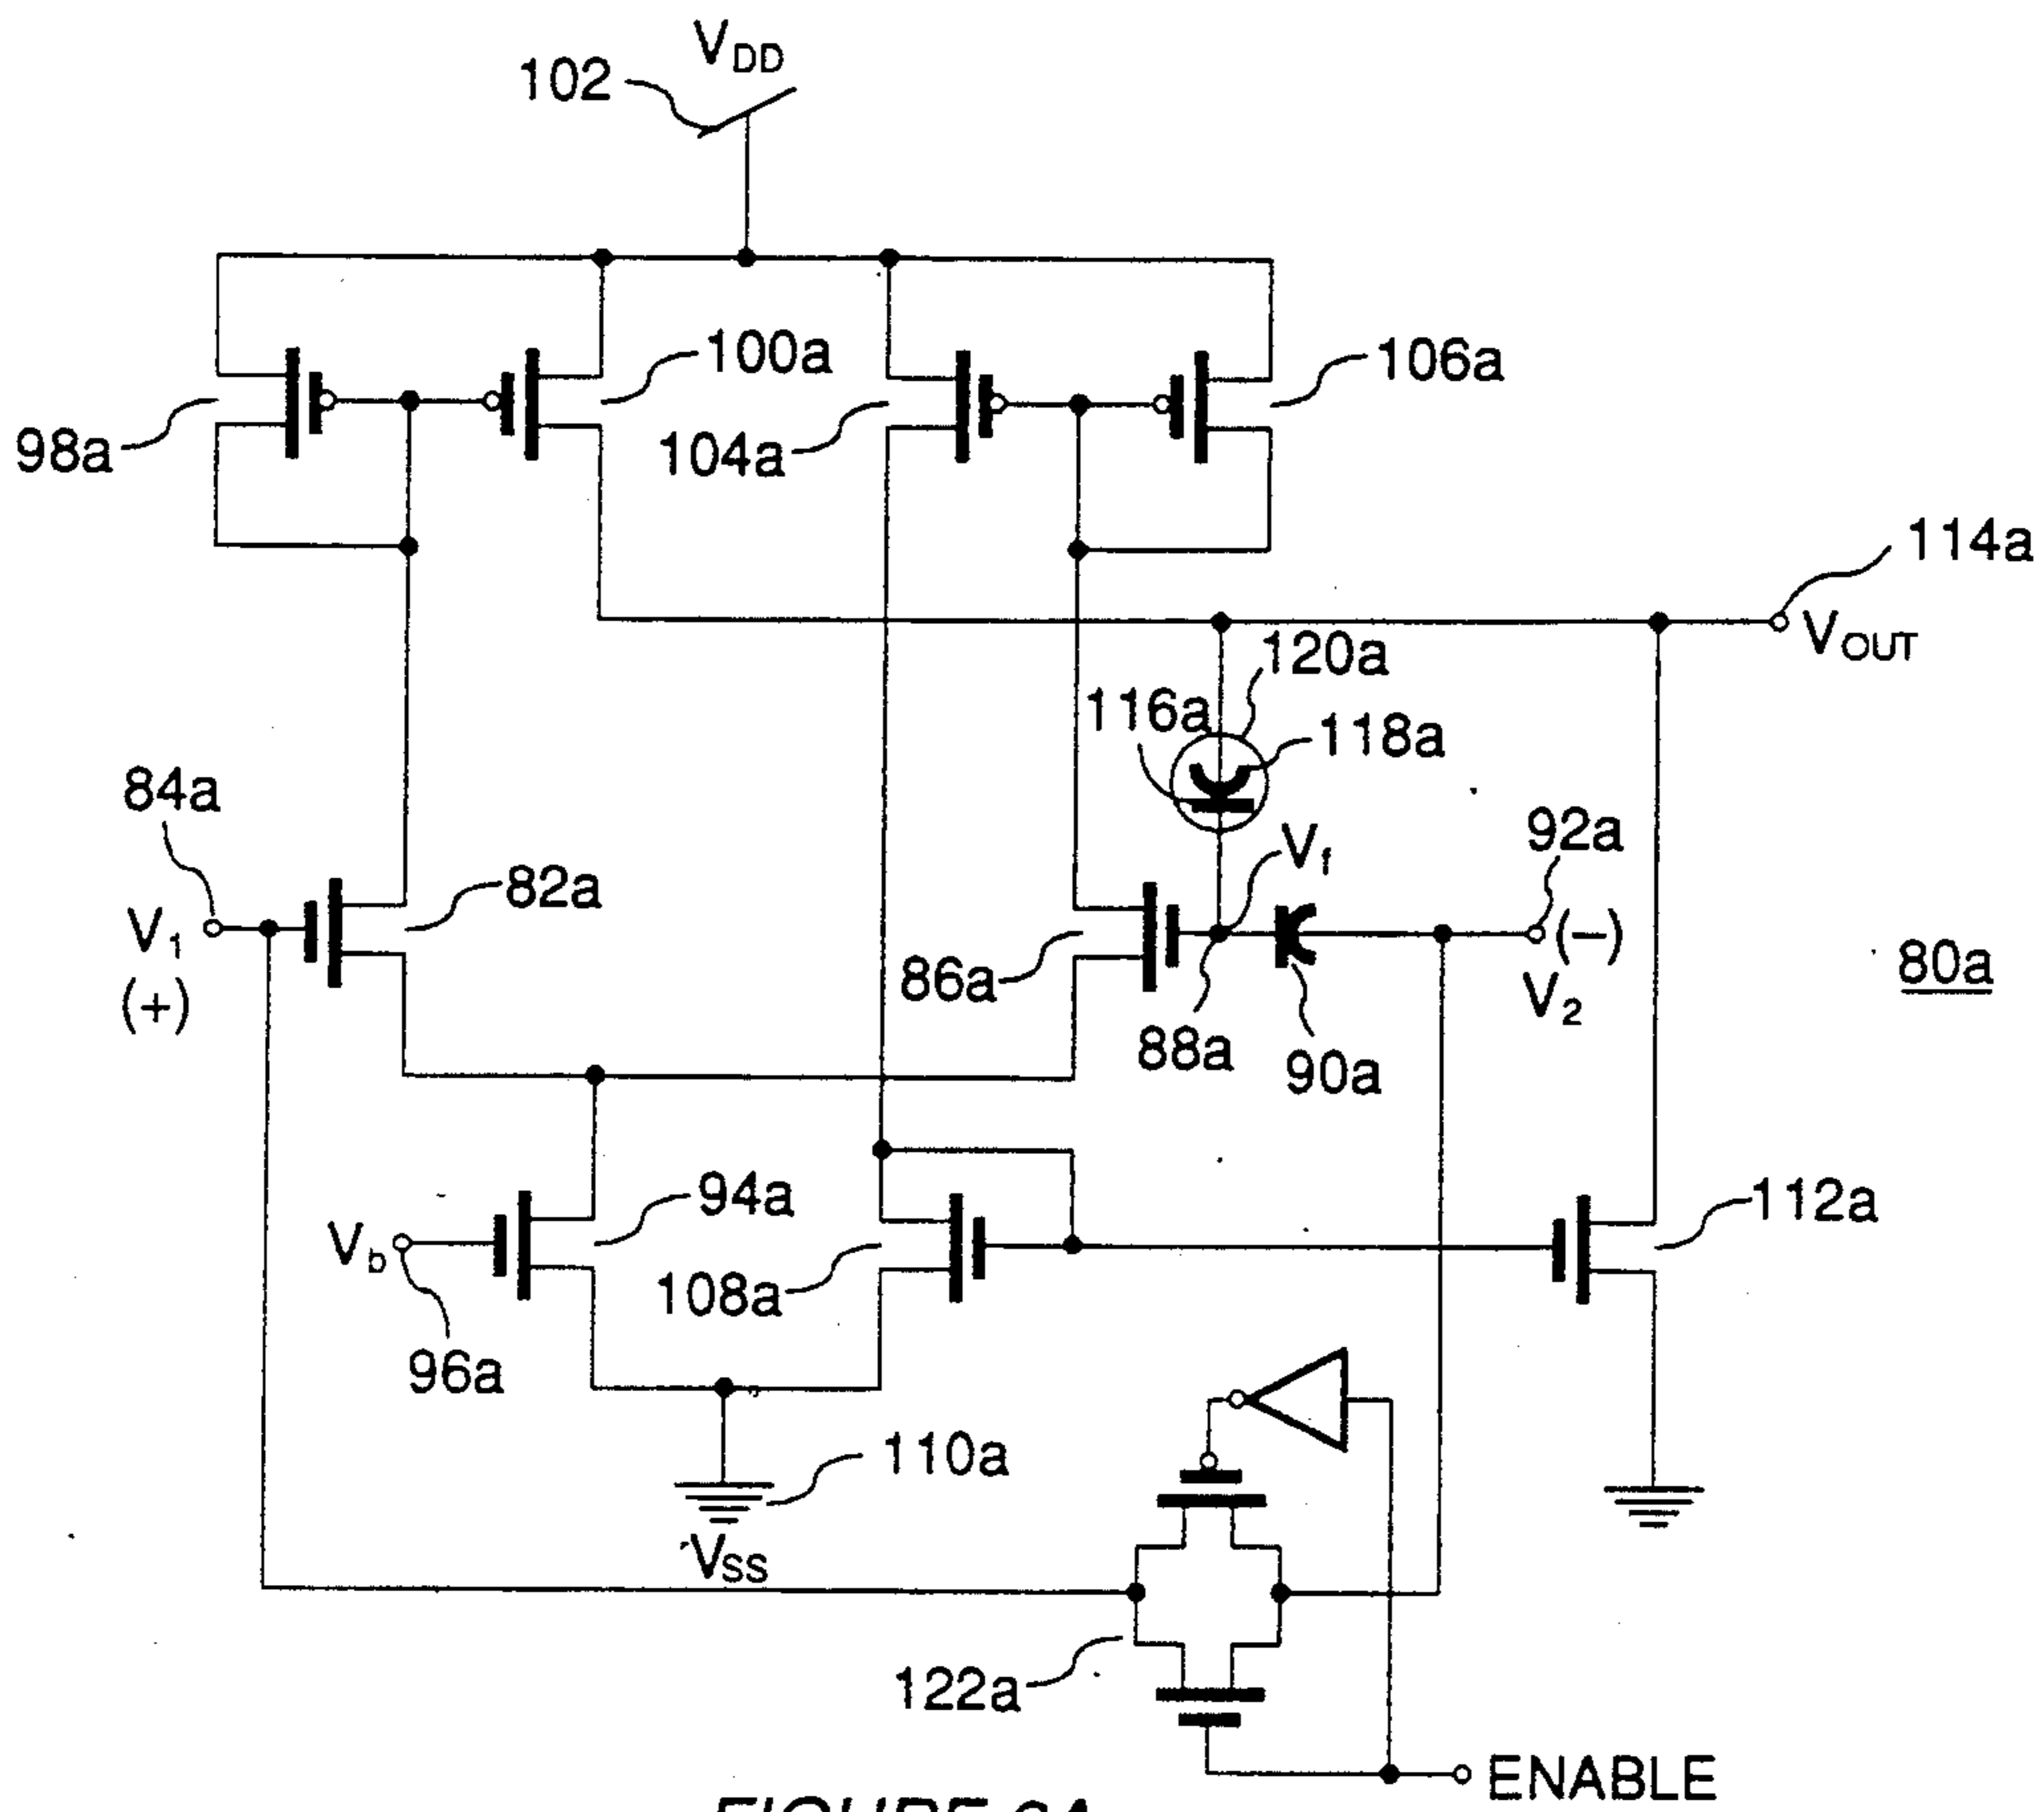 VDD
102
100a
106a
98a
104a
114a
VOUT
120a
116a
118a
84a
92a
Vf
82a
V1
(+)
(−)
V2
86a
80a
88a
90a
94a
112a
Vb
108a
96a
110a
VSS
122a
ENABLE